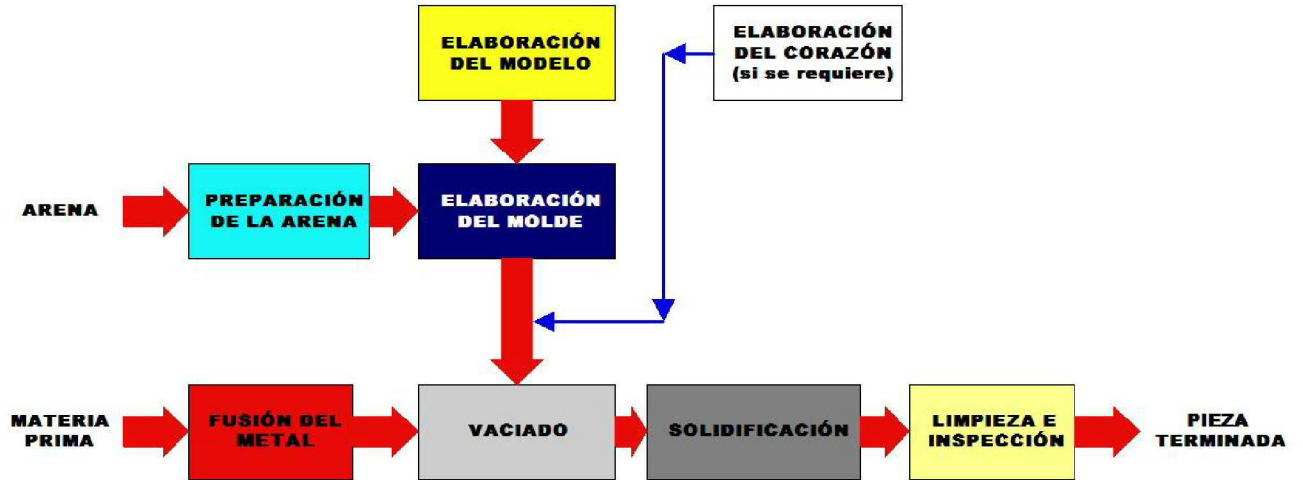 ELABORACIÓN
DEL MODELO
ELABORACIÓN
DEL CORAZÓN
(si se requiere)
ARENA
PREPARACIÓN
DE LA ARENA
ELABORACIÓN
DEL MOLDE
MATERIA
PRIMA
FUSIÓN DEL
METAL
VACIADO
SOLIDIFICACIÓN
LIMPIEZA E
INSPECCIÓN
PIEZA
TERMINADA